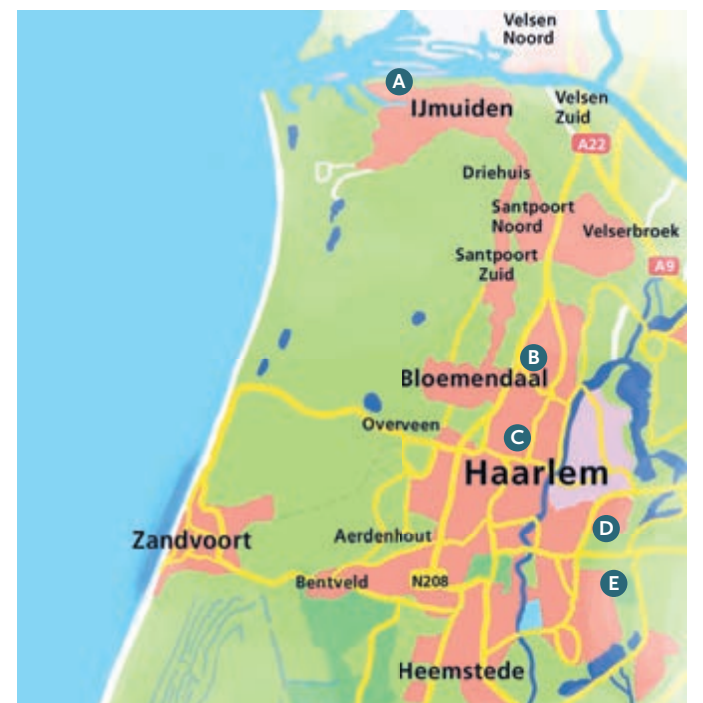 Velsen
Noord
A
IJmuiden
Velsen
Zuid
A22
Driehuis
Santpoort
Noord
Velserbroek
Santpoort
Zuid
A9
B
Bloemendaal
Overveen
C
Haarlem
D
Zandvoort
Aerdenhout
Bentveld
N208
E
Heemstede